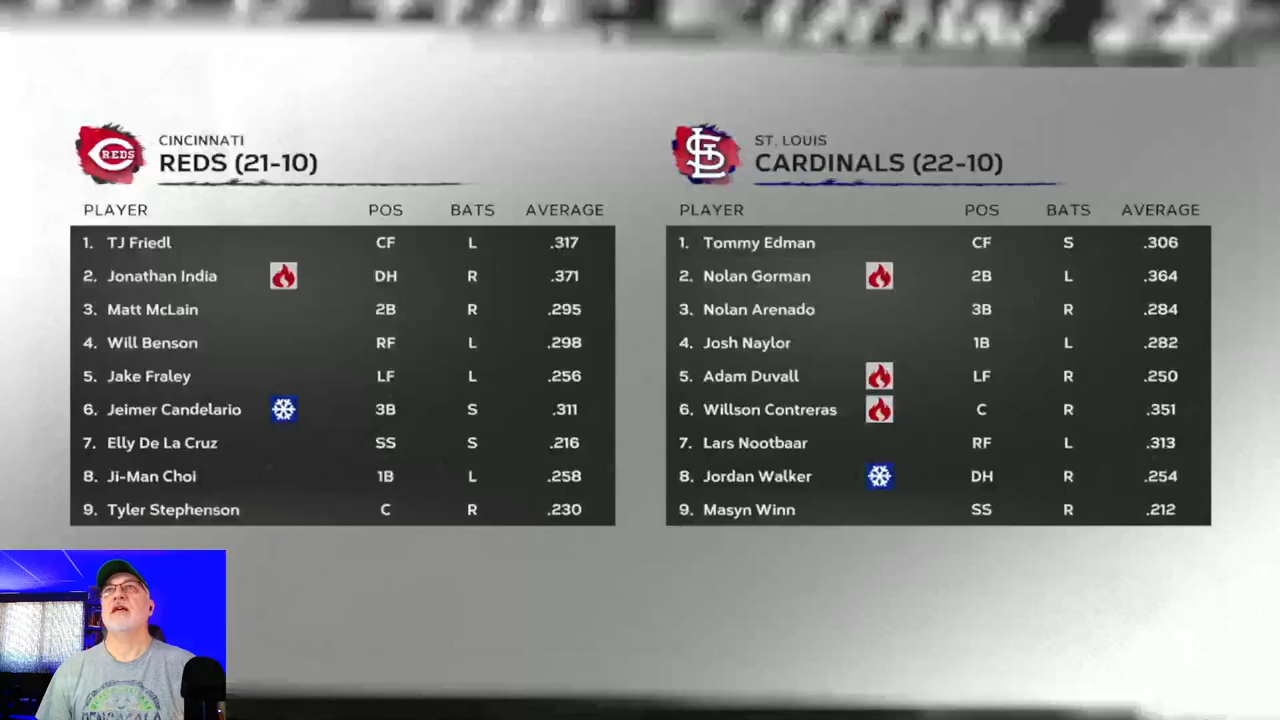 CINCINNATI
REDS (21-10)
PLAYER POS BATS AVERAGE
1. TJ Friedl CF L .317
2. Jonathan India DH R .371
3. Matt McLain 2B R .295
4. Will Benson RF L .298
5. Jake Fraley LF L .256
6. Jeimer Candelario 3B S .311
7. Elly De La Cruz SS S .216
8. Ji-Man Choi 1B L .258
9. Tyler Stephenson C R .230
REDS
ST. LOUIS
CARDINALS (22-10)
PLAYER POS BATS AVERAGE
1. Tommy Edman CF S .306
2. Nolan Gorman 2B L .364
3. Nolan Arenado 3B R .284
4. Josh Naylor 1B L .282
5. Adam Duvall LF R .250
6. Willson Contreras C R .351
7. Lars Nootbaar RF L .313
8. Jordan Walker DH R .254
9. Masyn Winn SS R .212
STL